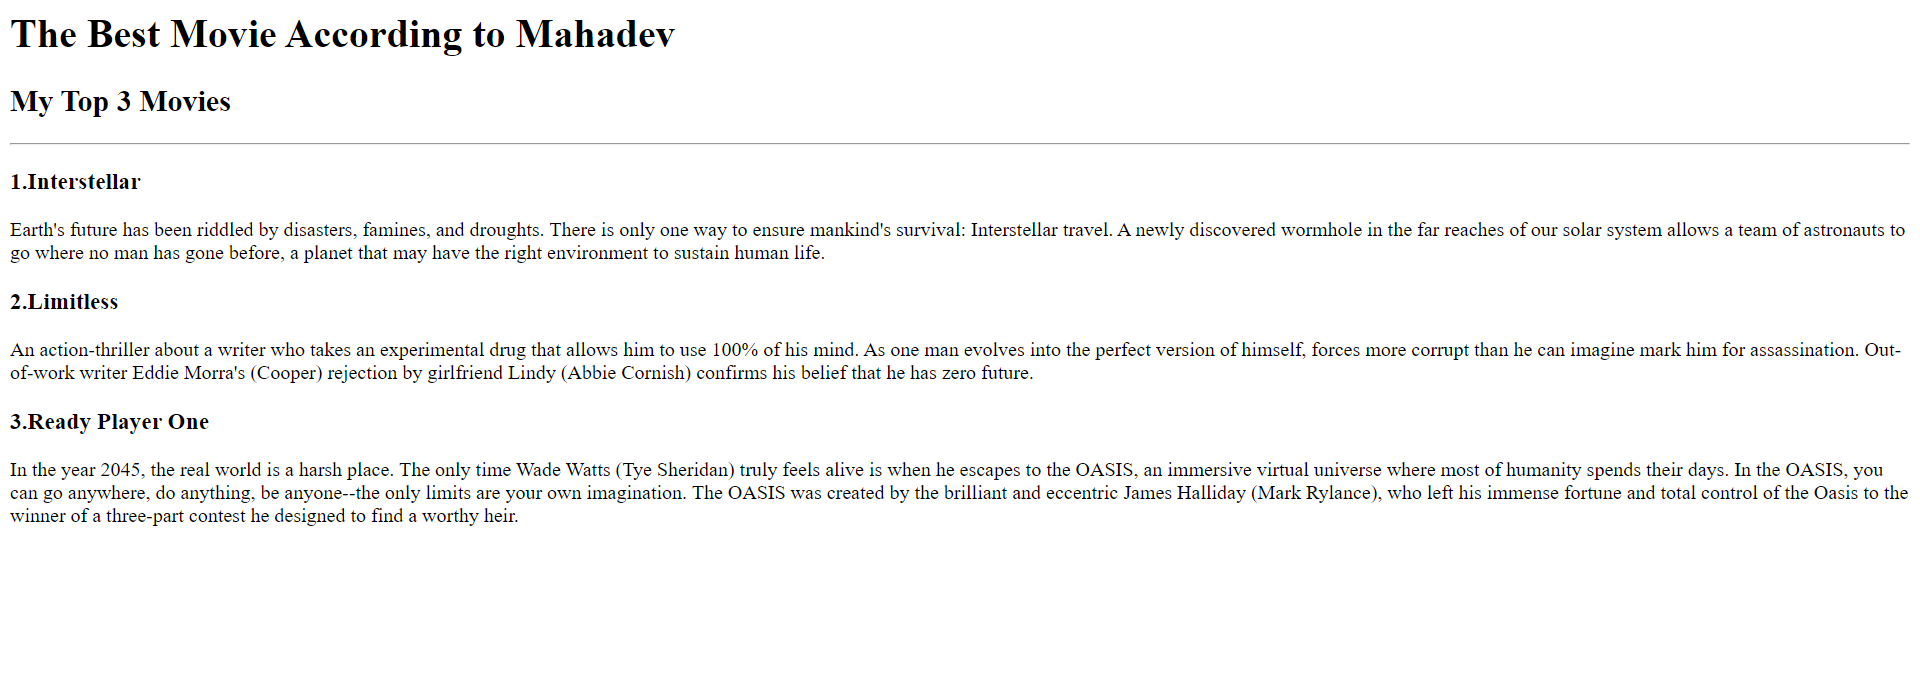 The Best Movie According to Mahadev
My Top 3 Movies
1.Interstellar
Earth's future has been riddled by disasters, famines, and droughts. There is only one way to ensure mankind's survival: Interstellar travel. A newly discovered wormhole in the far reaches of our solar system allows a team of astronauts to
go where no man has gone before, a planet that may have the right environment to sustain human life.
2.Limitless
An action-thriller about a writer who takes an experimental drug that allows him to use 100% of his mind. As one man evolves into the perfect version of himself, forces more corrupt than he can imagine mark him for assassination. Out-
of-work writer Eddie Morra's (Cooper) rejection by girlfriend Lindy (Abbie Cornish) confirms his belief that he has zero future.
3.Ready Player One
In the year 2045, the real world is a harsh place. The only time Wade Watts (Tye Sheridan) truly feels alive is when he escapes to the OASIS, an immersive virtual universe where most of humanity spends their days. In the OASIS, you
can go anywhere, do anything, be anyone--the only limits are your own imagination. The OASIS was created by the brilliant and eccentric James Halliday (Mark Rylance), who left his immense fortune and total control of the Oasis to the
winner of a three-part contest he designed to find a worthy heir.